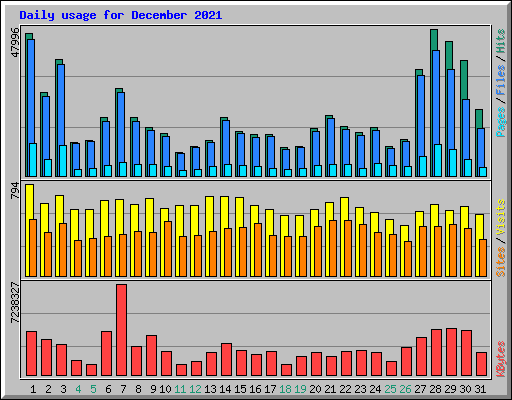 Daily usage for December 2021
47996
Pages / Files / Hits
794
Sites / Visits
7238327
KBytes
1 2 3 4 5 6 7 8 9 10 11 12 13 14 15 16 17 18 19 20 21 22 23 24 25 26 27 28 29 30 31